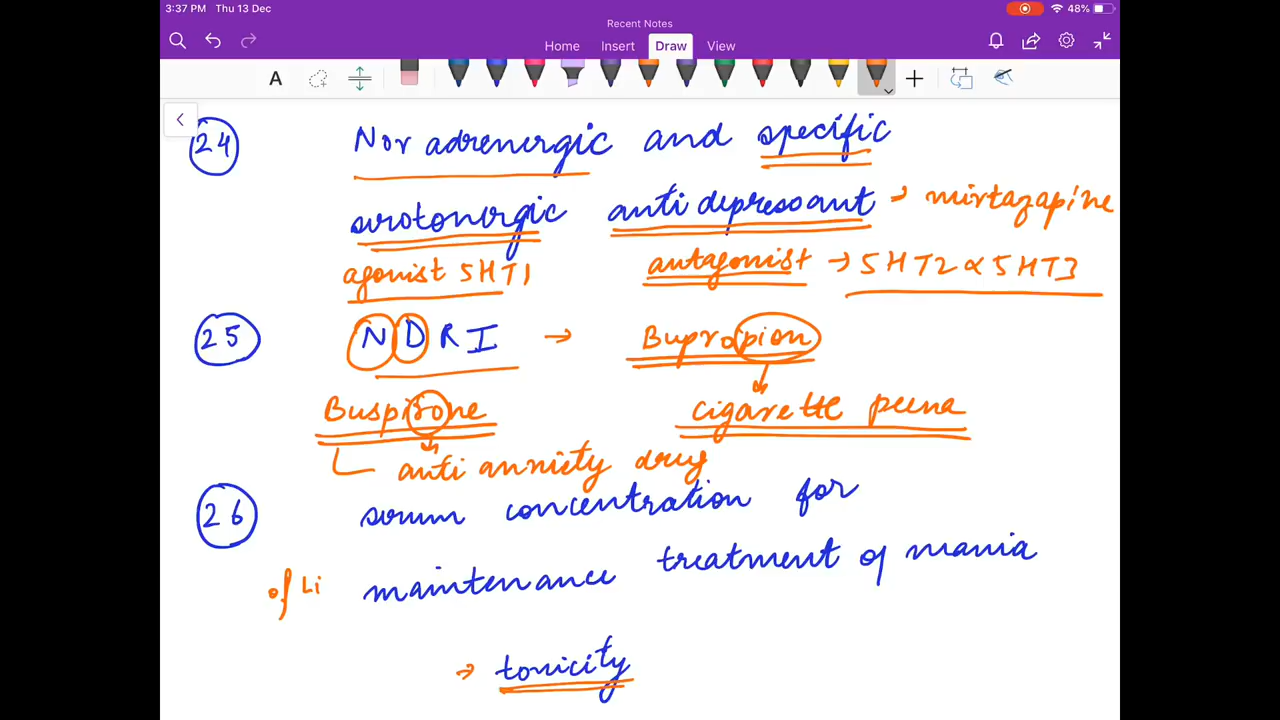 3:37 PM Thu 13 Dec
48%
Recent Notes
Home Insert Draw View
A
24 Nor adrenergic and specific
serotonergic anti depressant → mirtazapine
agonist 5HT1 antagonist → 5HT2 & 5HT3
25 NDRI → Bupropion
Buspirone cigarette peena
anti anxiety drug
26 serum concentration for
of Li maintenance treatment of mania
→ toxicity